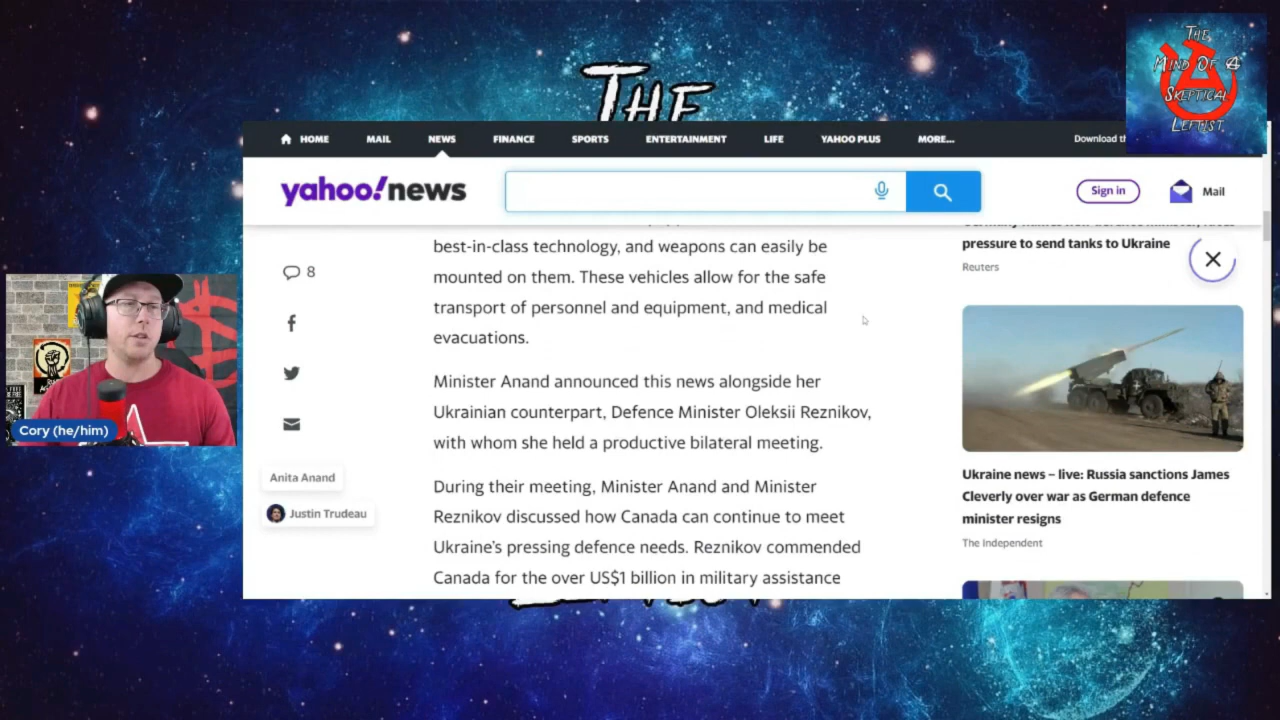 THE
THE
MIND OF A
SKEPTICAL
LEFTIST
HOME MAIL NEWS FINANCE SPORTS ENTERTAINMENT LIFE YAHOO PLUS MORE... Download
yahoo!news
Sign in
Mail
best-in-class technology, and weapons can easily be
mounted on them. These vehicles allow for the safe
transport of personnel and equipment, and medical
evacuations.
Minister Anand announced this news alongside her
Ukrainian counterpart, Defence Minister Oleksii Reznikov,
with whom she held a productive bilateral meeting.
During their meeting, Minister Anand and Minister
Reznikov discussed how Canada can continue to meet
Ukraine’s pressing defence needs. Reznikov commended
Canada for the over US$1 billion in military assistance
8
Anita Anand
Justin Trudeau
pressure to send tanks to Ukraine
Reuters
Ukraine news – live: Russia sanctions James
Cleverly over war as German defence
minister resigns
The Independent
Cory (he/him)